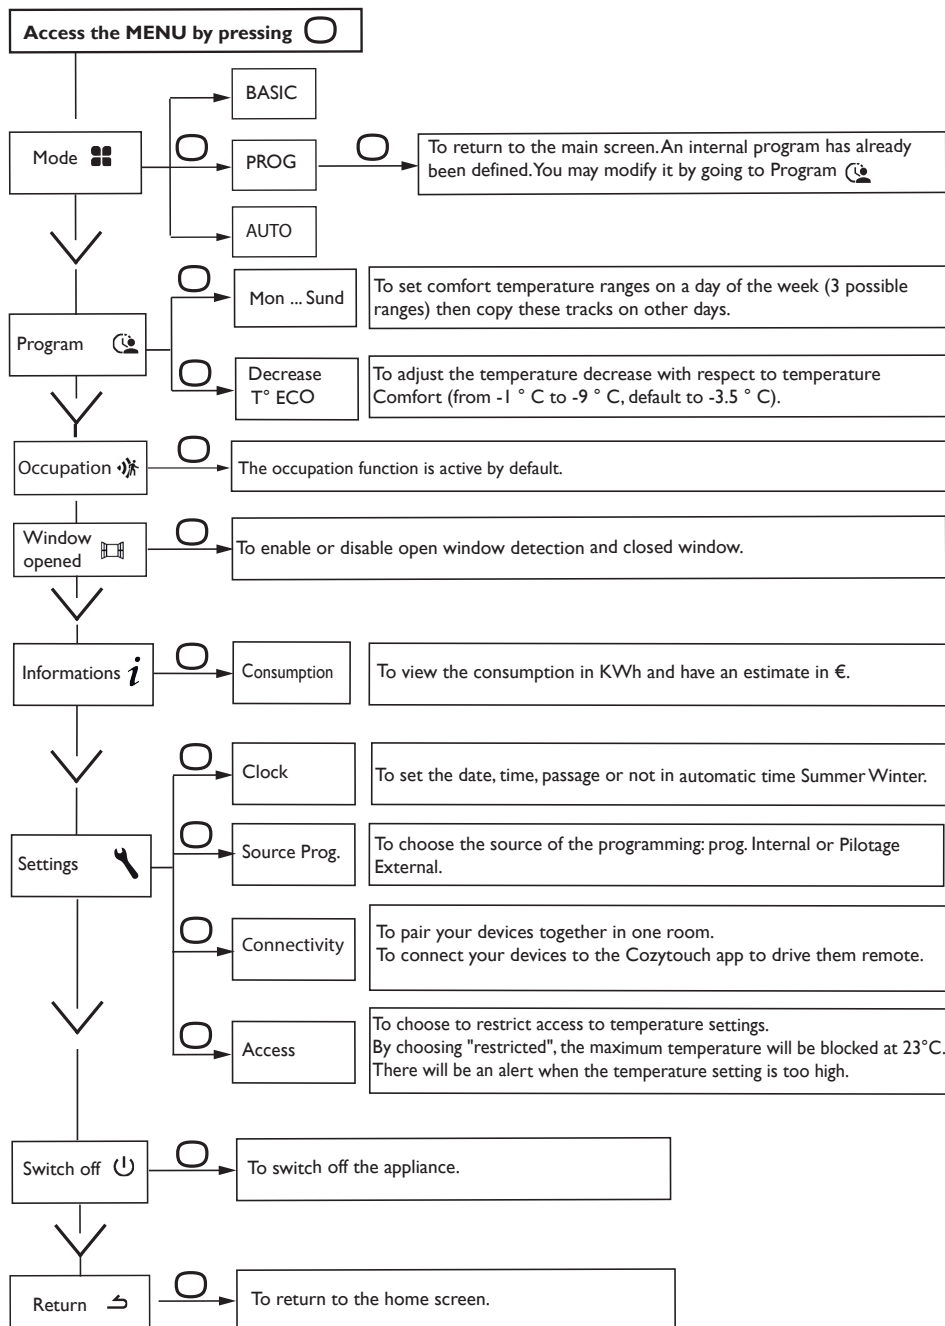 Access the MENU by pressing
BASIC
Mode
PROG
To return to the main screen. An internal program has already
been defined. You may modify it by going to Program
AUTO
Mon ... Sund
To set comfort temperature ranges on a day of the week (3 possible
ranges) then copy these tracks on other days.
Program
Decrease
T° ECO
To adjust the temperature decrease with respect to temperature
Comfort (from -1 ° C to -9 ° C, default to -3.5 ° C).
Occupation
The occupation function is active by default.
Window
opened
To enable or disable open window detection and closed window.
Informations i
Consumption
To view the consumption in KWh and have an estimate in €.
Clock
To set the date, time, passage or not in automatic time Summer Winter.
Settings
Source Prog.
To choose the source of the programming: prog. Internal or Pilotage
External.
Connectivity
To pair your devices together in one room.
To connect your devices to the Cozytouch app to drive them remote.
Access
To choose to restrict access to temperature settings.
By choosing "restricted", the maximum temperature will be blocked at 23°C.
There will be an alert when the temperature setting is too high.
Switch off
To switch off the appliance.
Return
To return to the home screen.